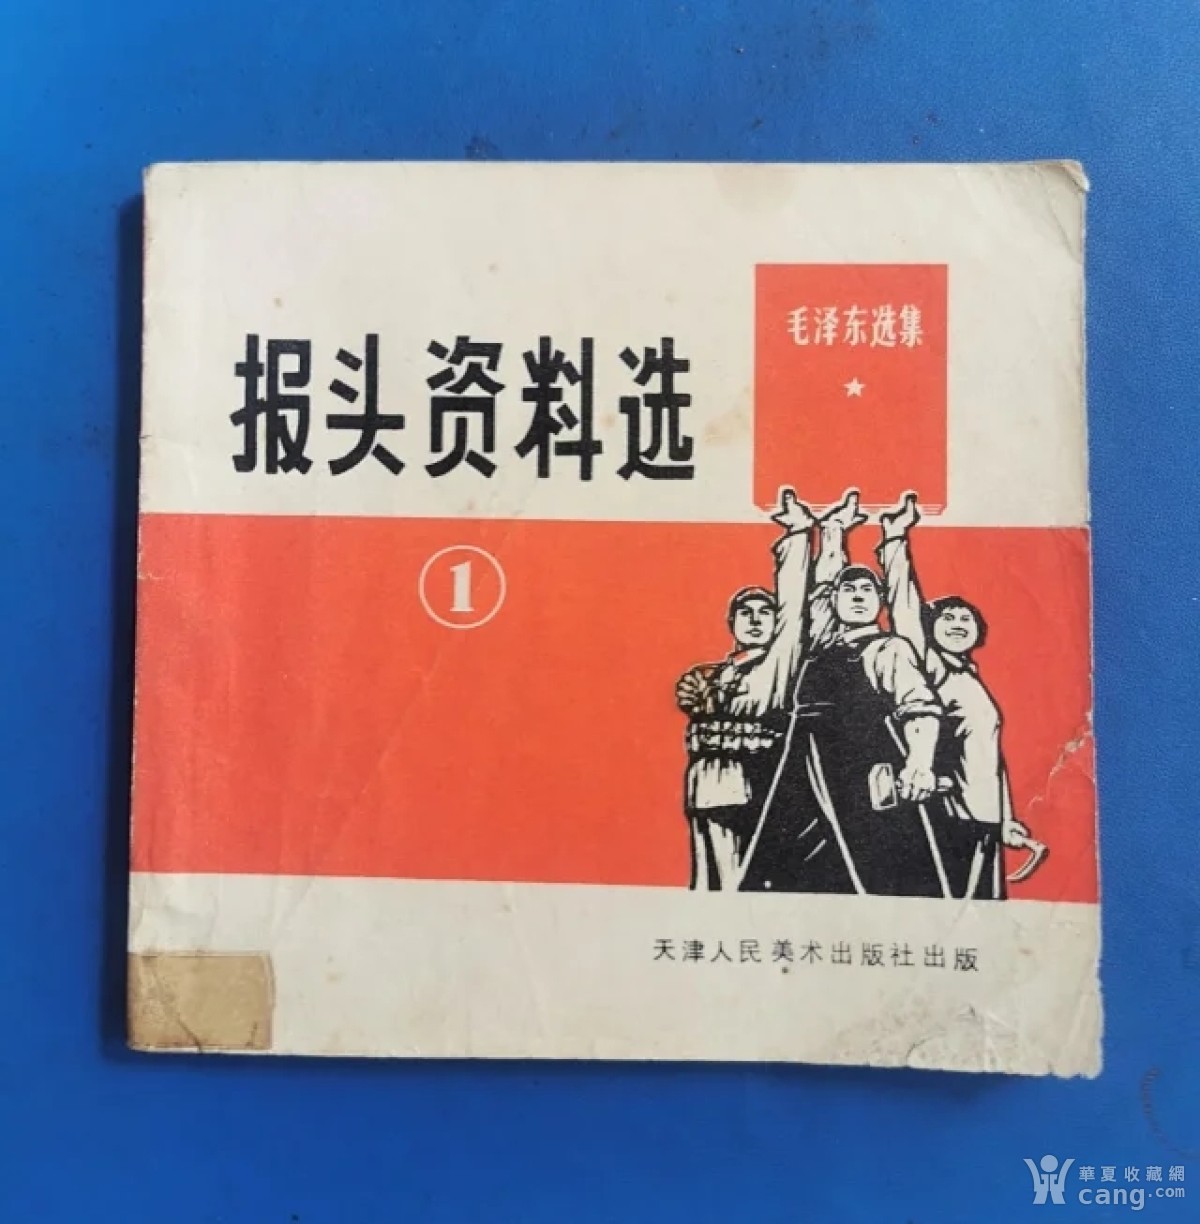 报头资料选
毛泽东选集
1
天津人民美术出版社出版
華夏收藏網
cang.com